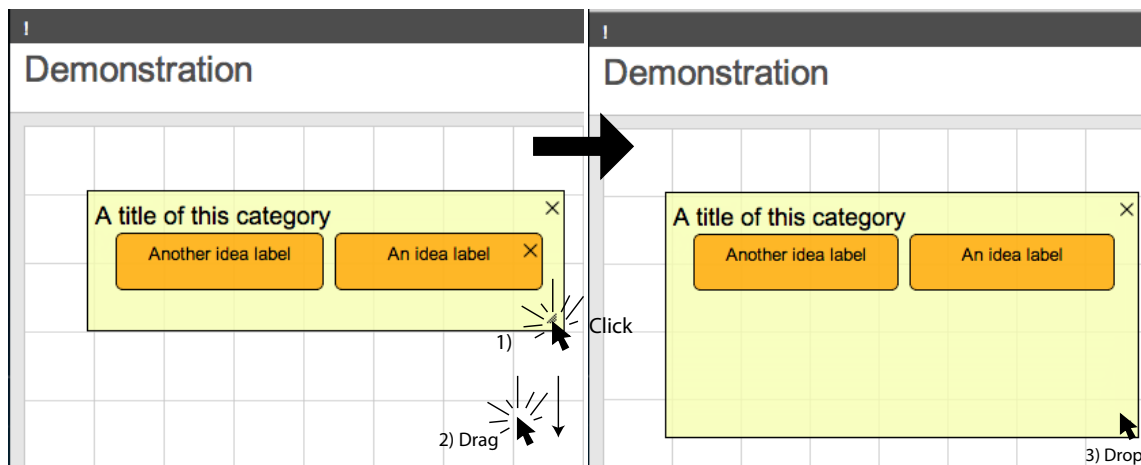 !
Demonstration
A title of this category
Another idea label
An idea label
1)
Click
2) Drag
!
Demonstration
A title of this category
Another idea label
An idea label
3) Drop